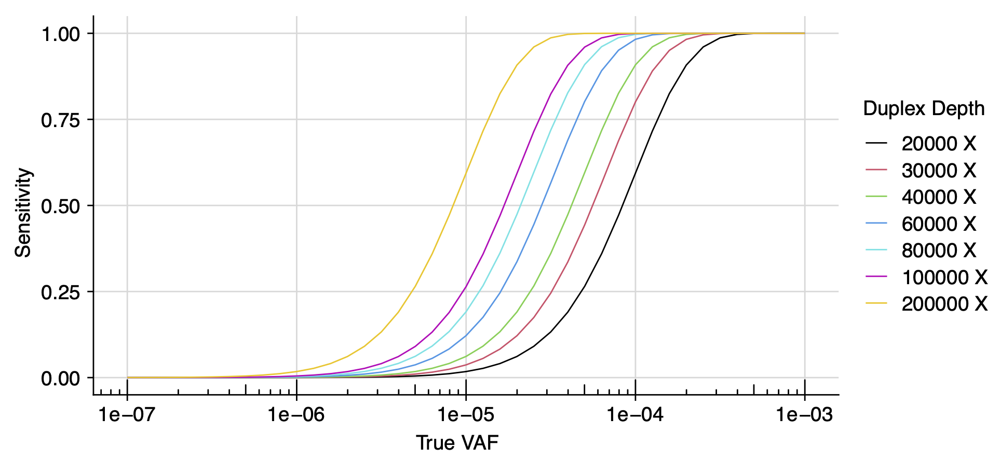 1.00
0.75
0.50
0.25
0.00
Sensitivity
1e−07
1e−06
1e−05
1e−04
1e−03
True VAF
Duplex Depth
20000 X
30000 X
40000 X
60000 X
80000 X
100000 X
200000 X